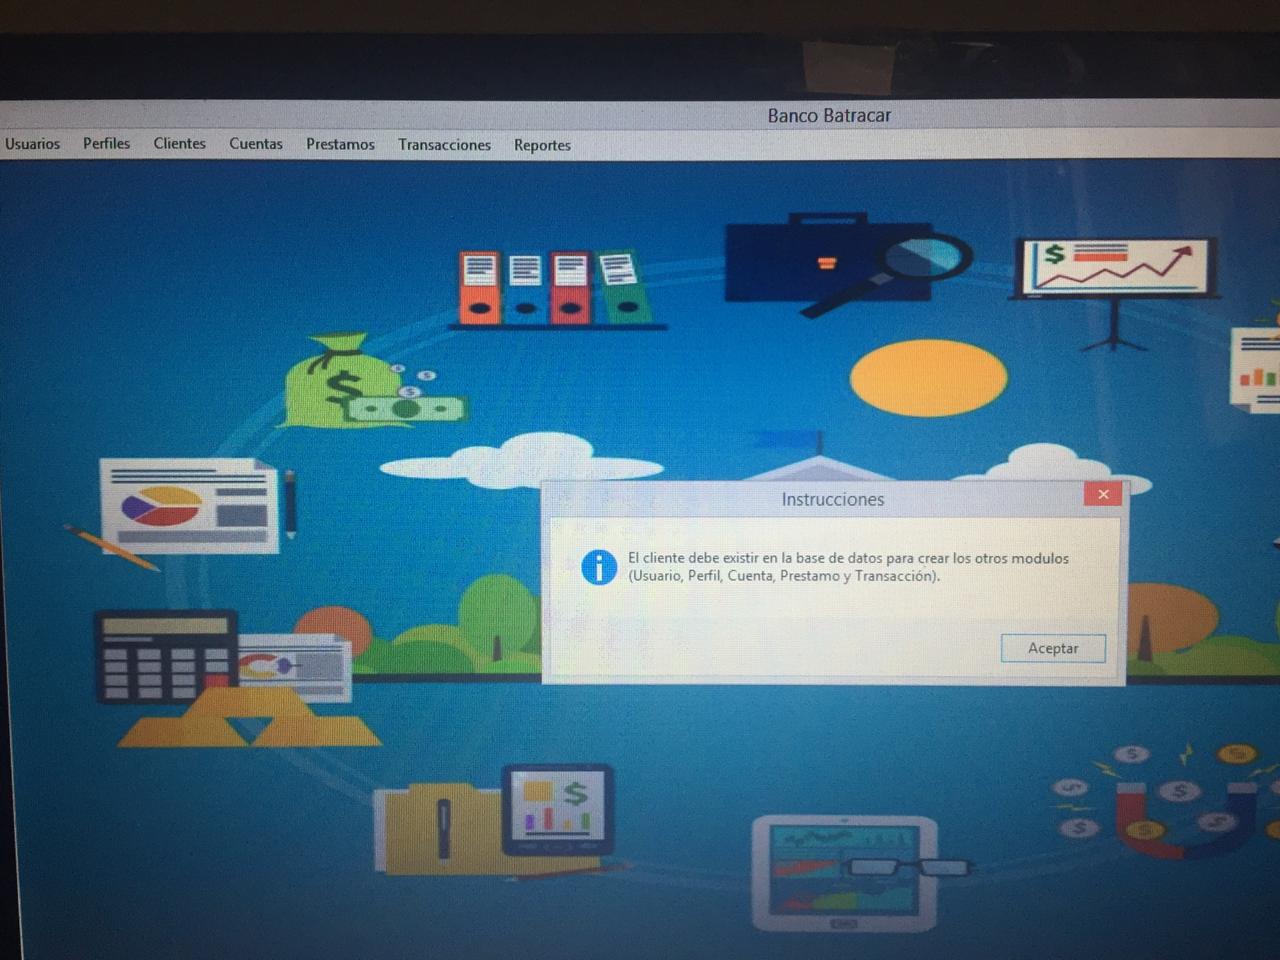 Banco Batracar
Usuarios Perfiles Clientes Cuentas Prestamos Transacciones Reportes
Instrucciones
El cliente debe existir en la base de datos para crear los otros modulos
(Usuario, Perfil, Cuenta, Prestamo y Transacción).
Aceptar